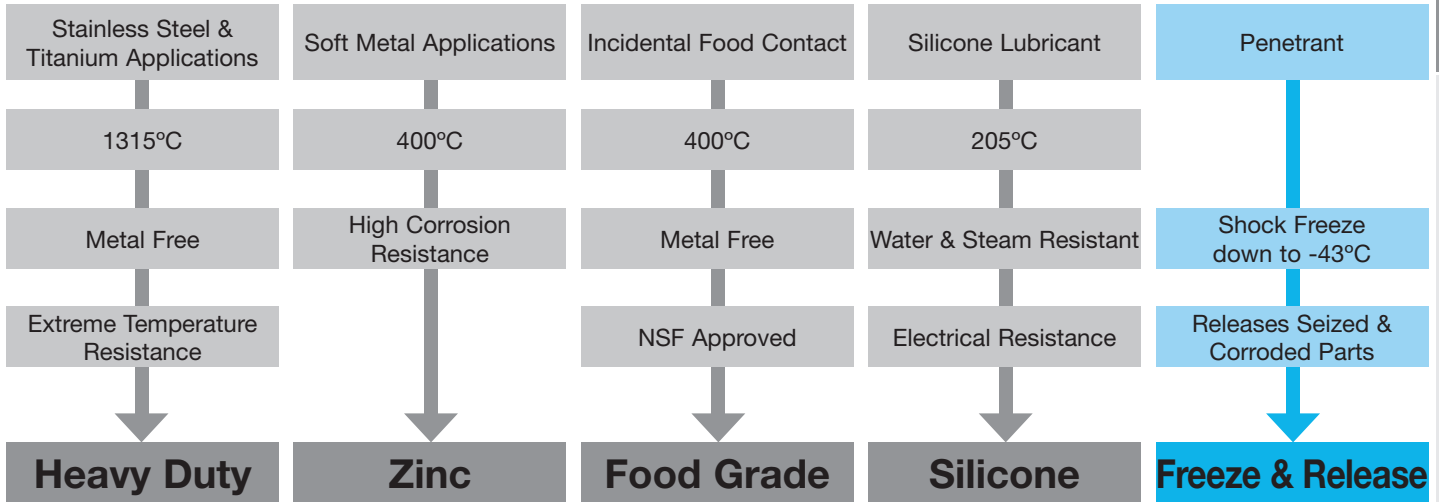 Stainless Steel &
Titanium Applications
Soft Metal Applications
Incidental Food Contact
Silicone Lubricant
Penetrant
1315ºC
400ºC
400ºC
205ºC
Metal Free
High Corrosion
Resistance
Metal Free
Water & Steam Resistant
Shock Freeze
down to -43ºC
Extreme Temperature
Resistance
NSF Approved
Electrical Resistance
Releases Seized &
Corroded Parts
Heavy Duty
Zinc
Food Grade
Silicone
Freeze & Release